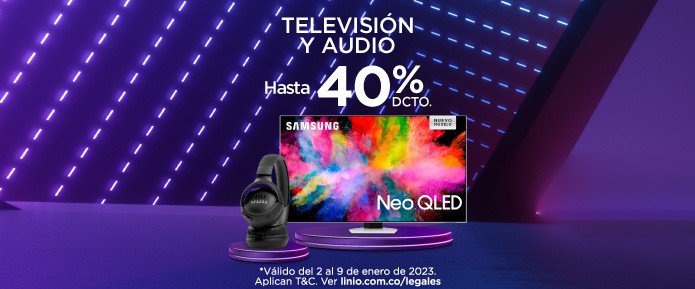 TELEVISIÓN
Y AUDIO
Hasta 40% DCTO.
SAMSUNG
NUEVO
MODELO
JBL
Neo QLED
*Válido del 2 al 9 de enero de 2023.
Aplican T&C. Ver linio.com.co/legales